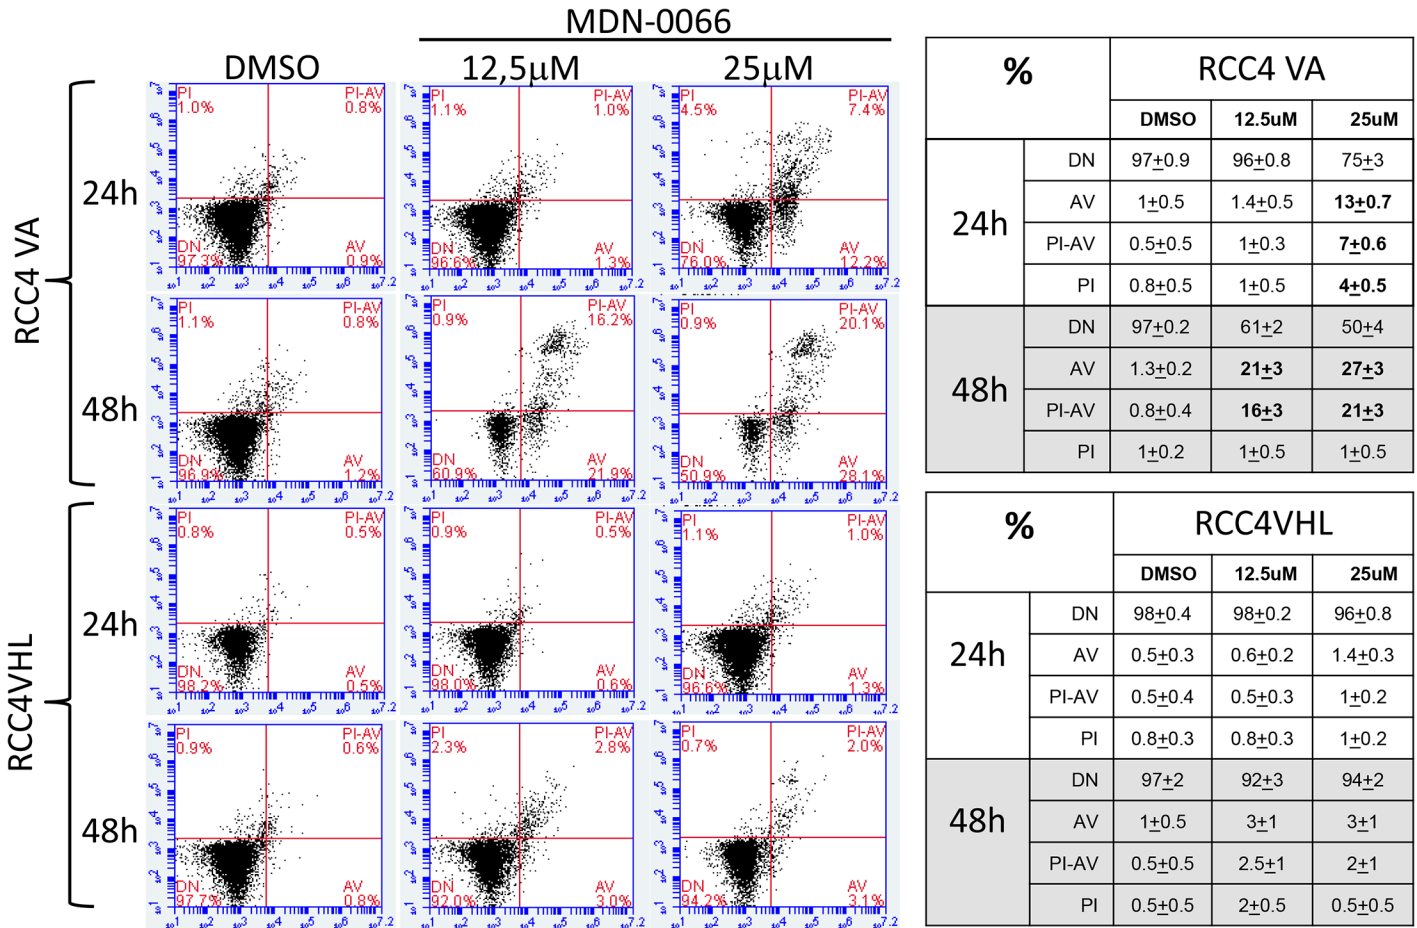 MDN-0066
DMSO 12,5µM 25µM
RCC4 VA
24h
PI PI-AV
1.0% 0.8%
DN AV
97.3% 0.9%
PI PI-AV
1.1% 1.0%
DN AV
96.6% 1.3%
PI PI-AV
4.5% 7.4%
DN AV
76.0% 12.2%
48h
PI PI-AV
1.1% 0.8%
DN AV
96.9% 1.2%
PI PI-AV
0.9% 16.2%
DN AV
60.9% 21.9%
PI PI-AV
0.9% 20.1%
DN AV
50.9% 28.1%
RCC4VHL
24h
PI PI-AV
0.8% 0.5%
DN AV
98.2% 0.5%
PI PI-AV
0.9% 0.5%
DN AV
98.0% 0.6%
PI PI-AV
1.1% 1.0%
DN AV
96.6% 1.3%
48h
PI PI-AV
0.9% 0.6%
DN AV
97.7% 0.8%
PI PI-AV
2.3% 2.8%
DN AV
92.0% 3.0%
PI PI-AV
0.7% 2.0%
DN AV
94.2% 3.1%
% RCC4 VA
DMSO 12.5uM 25uM
24h
DN 97±0.9 96±0.8 75±3
AV 1±0.5 1.4±0.5 13±0.7
PI-AV 0.5±0.5 1±0.3 7±0.6
PI 0.8±0.5 1±0.5 4±0.5
48h
DN 97±0.2 61±2 50±4
AV 1.3±0.2 21±3 27±3
PI-AV 0.8±0.4 16±3 21±3
PI 1±0.2 1±0.5 1±0.5
% RCC4VHL
DMSO 12.5uM 25uM
24h
DN 98±0.4 98±0.2 96±0.8
AV 0.5±0.3 0.6±0.2 1.4±0.3
PI-AV 0.5±0.4 0.5±0.3 1±0.2
PI 0.8±0.3 0.8±0.3 1±0.2
48h
DN 97±2 92±3 94±2
AV 1±0.5 3±1 3±1
PI-AV 0.5±0.5 2.5±1 2±1
PI 0.5±0.5 2±0.5 0.5±0.5